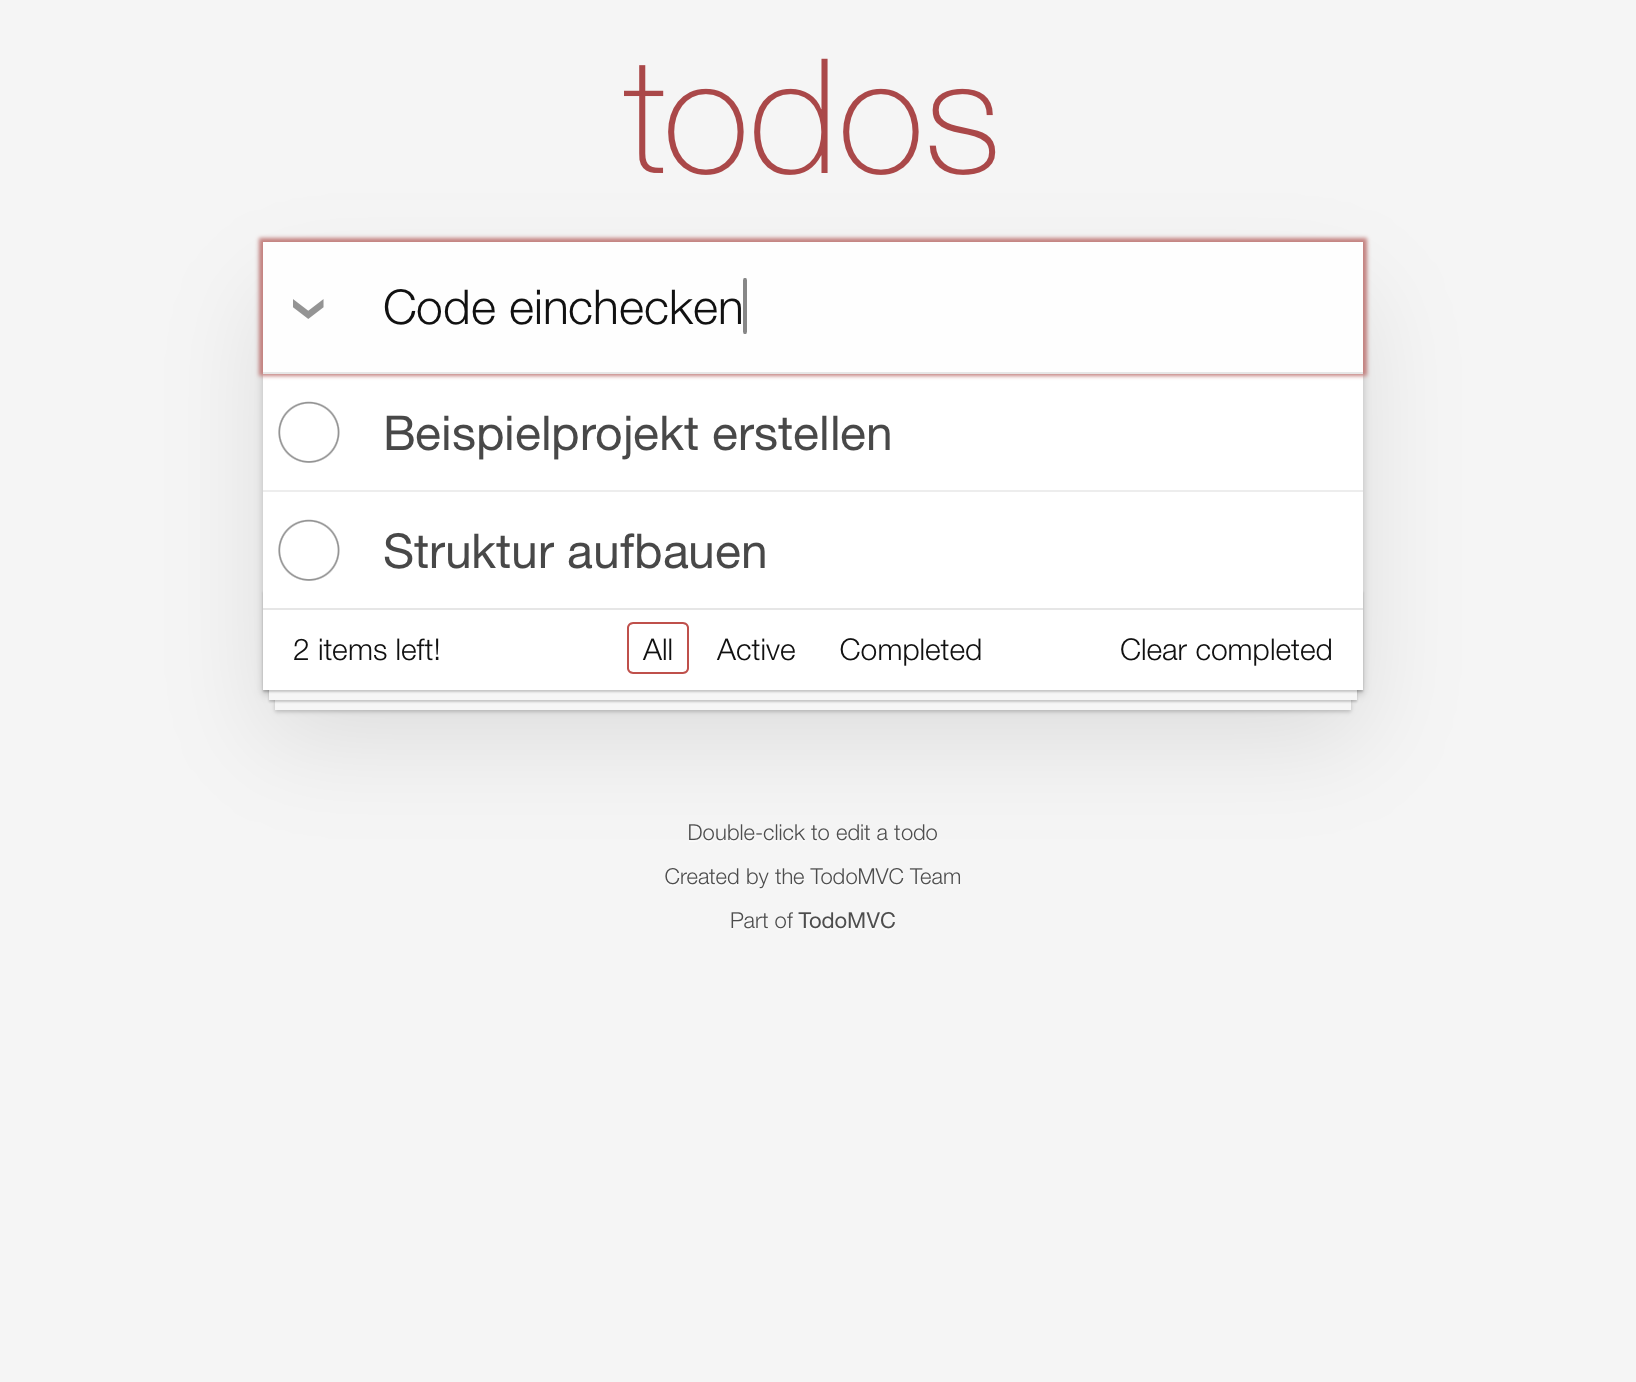 todos
Code einchecken
Beispielprojekt erstellen
Struktur aufbauen
2 items left! All Active Completed Clear completed
Double-click to edit a todo
Created by the TodoMVC Team
Part of TodoMVC